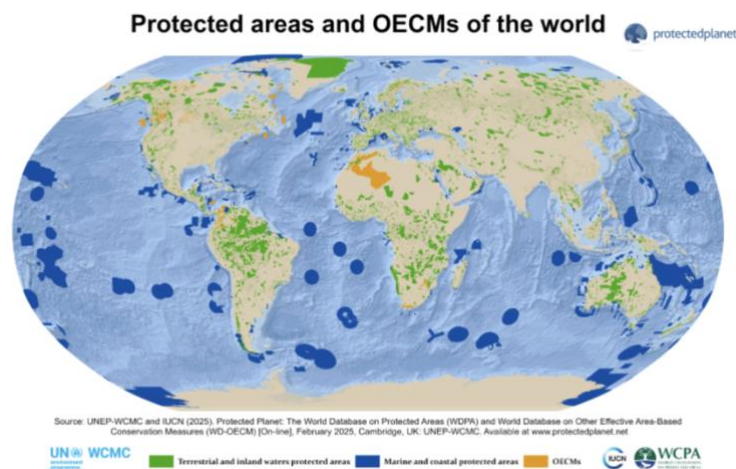 Protected areas and OECMs of the world
protectedplanet
Source: UNEP-WCMC and IUCN (2025). Protected Planet: The World Database on Protected Areas (WDPA) and World Database on Other Effective Area-Based
Conservation Measures (WD-OECM) [On-line], February 2025, Cambridge, UK: UNEP-WCMC. Available at www.protectedplanet.net
UN WCMC
Terrestrial and inland waters protected areas
Marine and coastal protected areas
OECMs
IUCN
WCPA